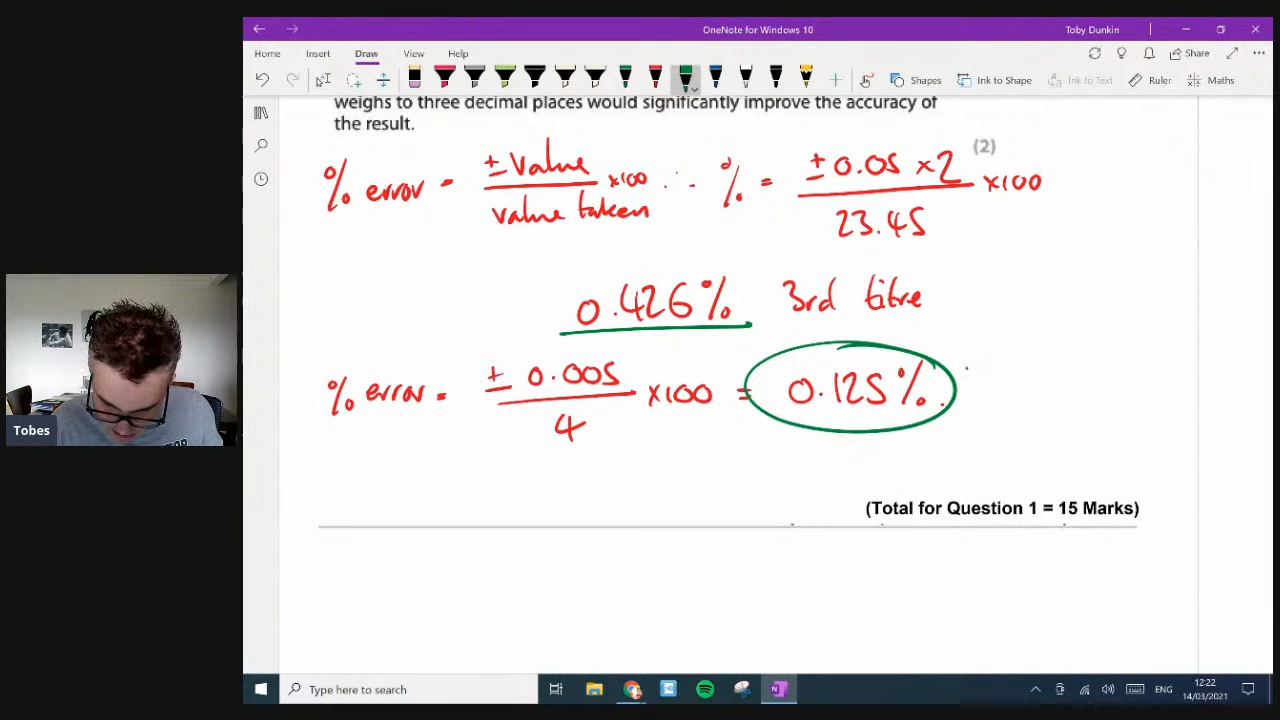 OneNote for Windows 10
Toby Dunkin
Home Insert Draw View Help
Share
Shapes Ink to Shape Ink to Text Ruler Maths
weighs to three decimal places would significantly improve the accuracy of
the result.
(2)
% error = ± value / value taken ×100 ∴ % = ± 0.05 ×2 / 23.45 ×100
0.426% 3rd titre
% error = ± 0.005 / 4 ×100 = 0.125%.
Tobes
(Total for Question 1 = 15 Marks)
Type here to search
ENG
12:22
14/03/2021